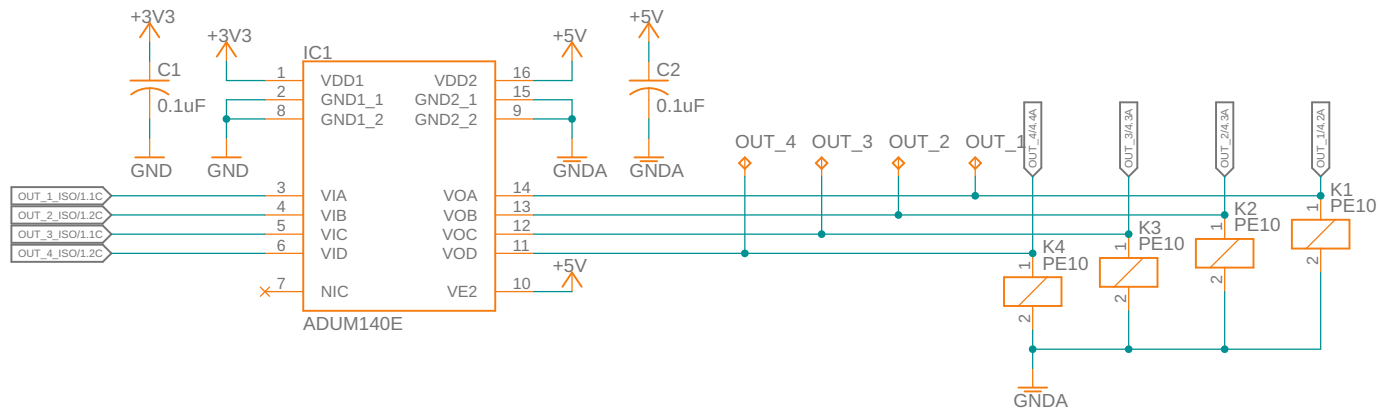 +3V3
+3V3
+5V
+5V
IC1
C1
0.1uF
C2
0.1uF
1 VDD1 VDD2 16
2 GND1_1 GND2_1 15
8 GND1_2 GND2_2 9
GND
GND
GNDA
GNDA
OUT_4 OUT_3 OUT_2 OUT_1
OUT_4/4.4A
OUT_3/4.3A
OUT_2/4.3A
OUT_1/4.2A
OUT_1_ISO/1.1C 3 VIA VOA 14
OUT_2_ISO/1.2C 4 VIB VOB 13
OUT_3_ISO/1.1C 5 VIC VOC 12
OUT_4_ISO/1.2C 6 VID VOD 11
7 NIC VE2 10
+5V
ADUM140E
K4
PE10
1
2
K3
PE10
1
2
K2
PE10
1
2
K1
PE10
1
2
GNDA